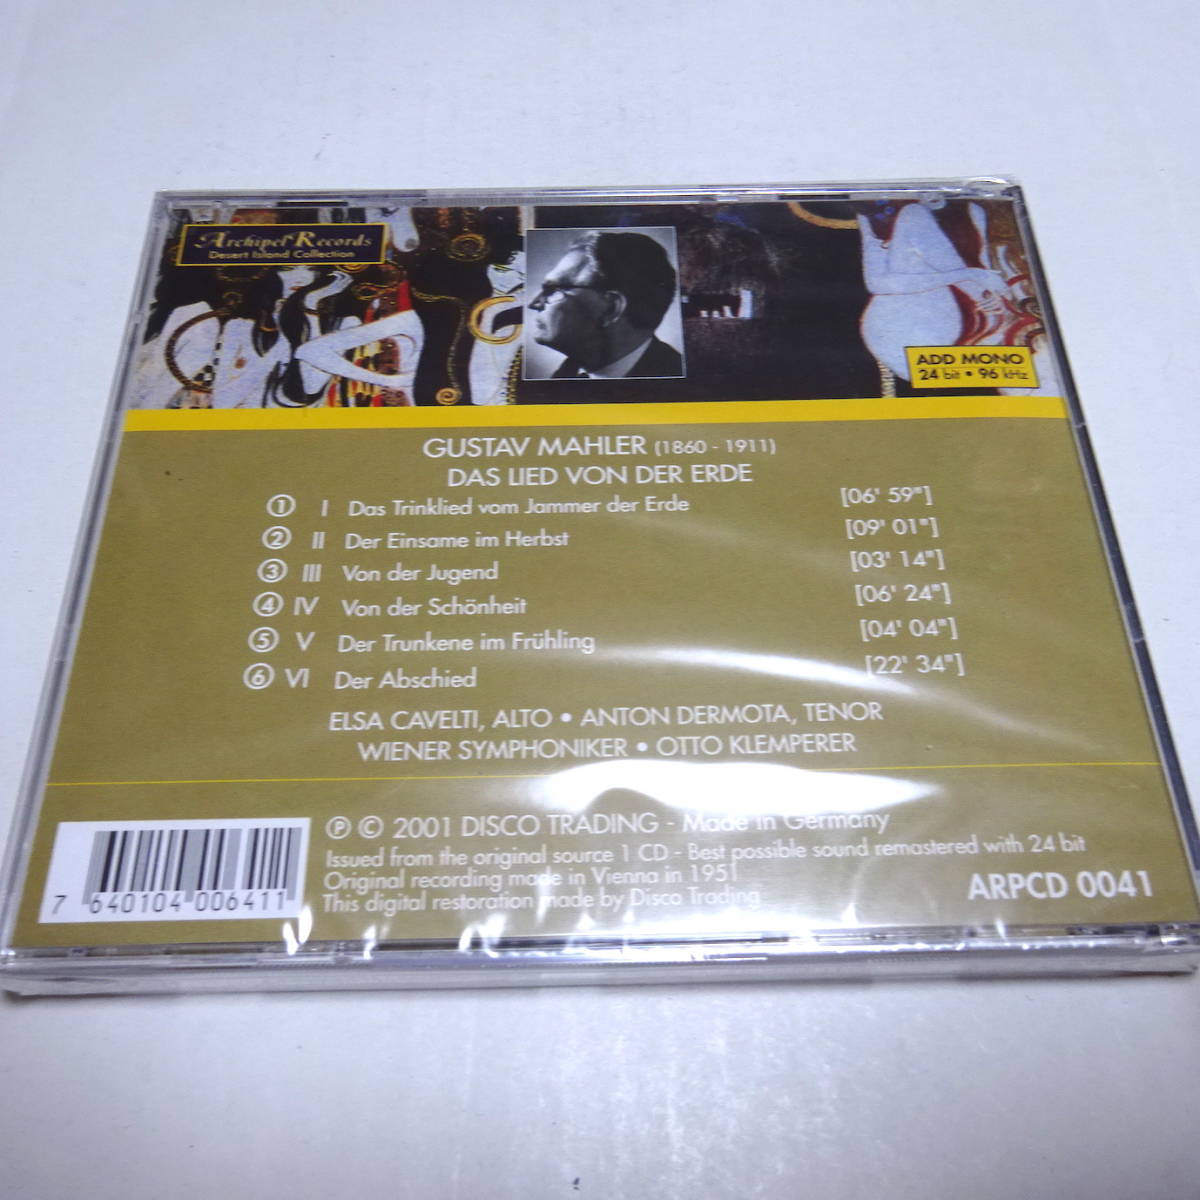 Archipel Records
Desert Island Collection
ADD MONO
24 bit • 96 kHz
GUSTAV MAHLER (1860 - 1911)
DAS LIED VON DER ERDE
① I Das Trinklied vom Jammer der Erde [06' 59"]
② II Der Einsame im Herbst [09' 01"]
③ III Von der Jugend [03' 14"]
④ IV Von der Schönheit [06' 24"]
⑤ V Der Trunkene im Frühling [04' 04"]
⑥ VI Der Abschied [22' 34"]
ELSA CAVELTI, ALTO • ANTON DERMOTA, TENOR
WIENER SYMPHONIKER • OTTO KLEMPERER
℗ © 2001 DISCO TRADING - Made in Germany
Issued from the original source 1 CD - Best possible sound remastered with 24 bit
Original recording made in Vienna in 1951
This digital restoration made by Disco Trading
ARPCD 0041
7 640104 006411